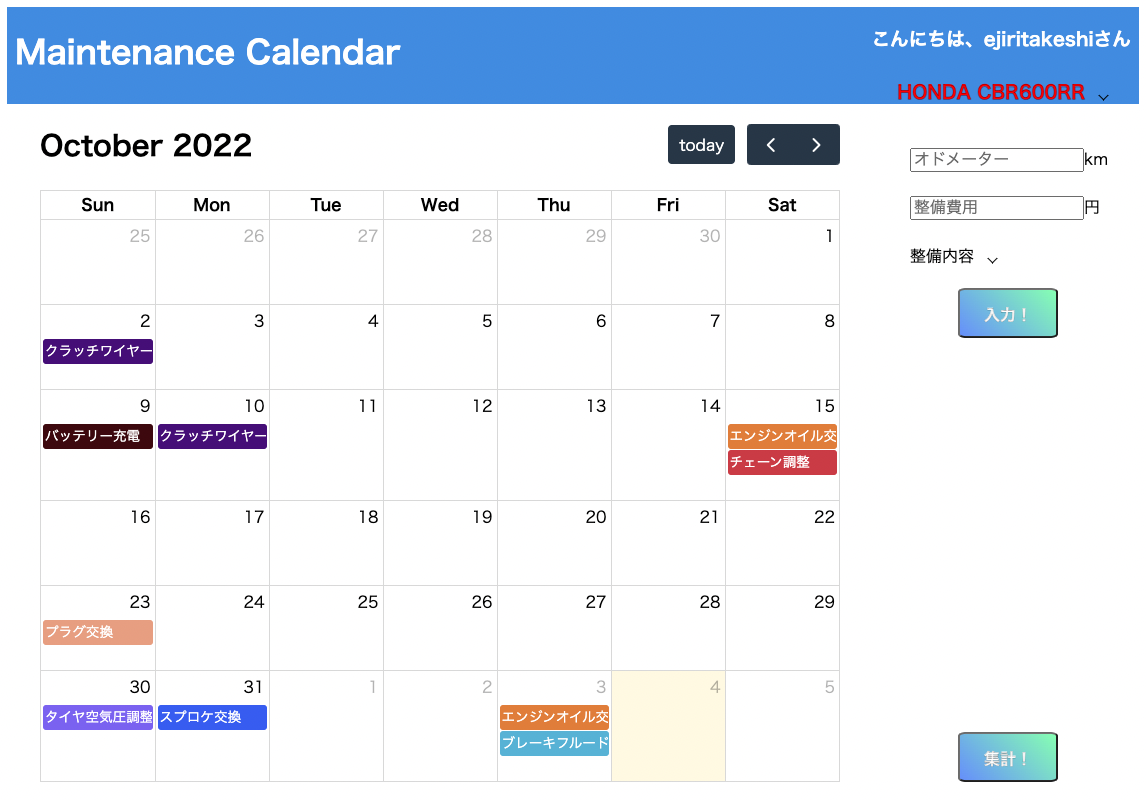 Maintenance Calendar
こんにちは、ejiritakeshiさん
HONDA CBR600RR
October 2022
today
オドメーター km
整備費用 円
整備内容
入力！
Sun Mon Tue Wed Thu Fri Sat
25 26 27 28 29 30 1
2 3 4 5 6 7 8
クラッチワイヤー
9 10 11 12 13 14 15
バッテリー充電 クラッチワイヤー エンジンオイル交
チェーン調整
16 17 18 19 20 21 22
23 24 25 26 27 28 29
プラグ交換
30 31 1 2 3 4 5
タイヤ空気圧調整 スプロケ交換 エンジンオイル交
ブレーキフルード
集計！